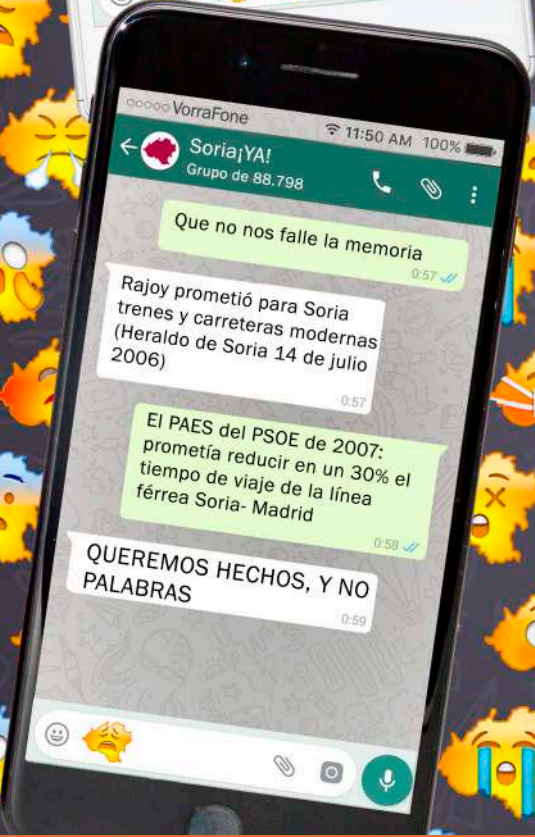 VorraFone
11:50 AM 100%
Soria¡YA!
Grupo de 88.798
Que no nos falle la memoria
0:57
Rajoy prometió para Soria
trenes y carreteras modernas
(Heraldo de Soria 14 de julio
2006)
0:57
El PAES del PSOE de 2007:
prometía reducir en un 30% el
tiempo de viaje de la línea
férrea Soria- Madrid
0:58
QUEREMOS HECHOS, Y NO
PALABRAS
0:59